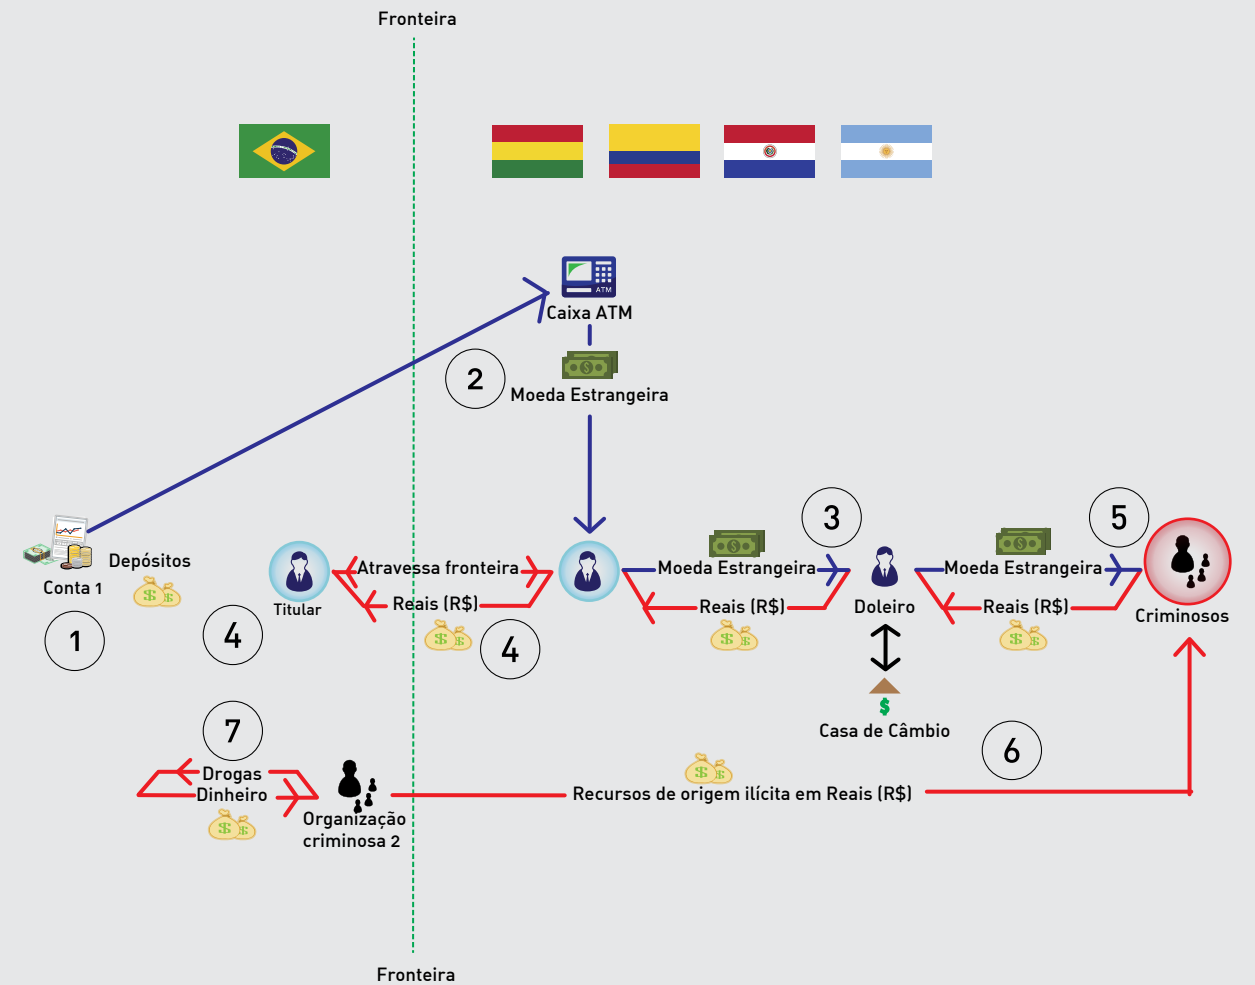 Fronteira
ATM
Caixa ATM
2
Moeda Estrangeira
3
5
Depósitos
Conta 1
1
4
Titular
Atravessa fronteira
Reais (R$)
4
Moeda Estrangeira
Reais (R$)
Doleiro
Moeda Estrangeira
Reais (R$)
Criminosos
$
Casa de Câmbio
6
7
Drogas
Dinheiro
Organização
criminosa 2
Recursos de origem ilícita em Reais (R$)
Fronteira